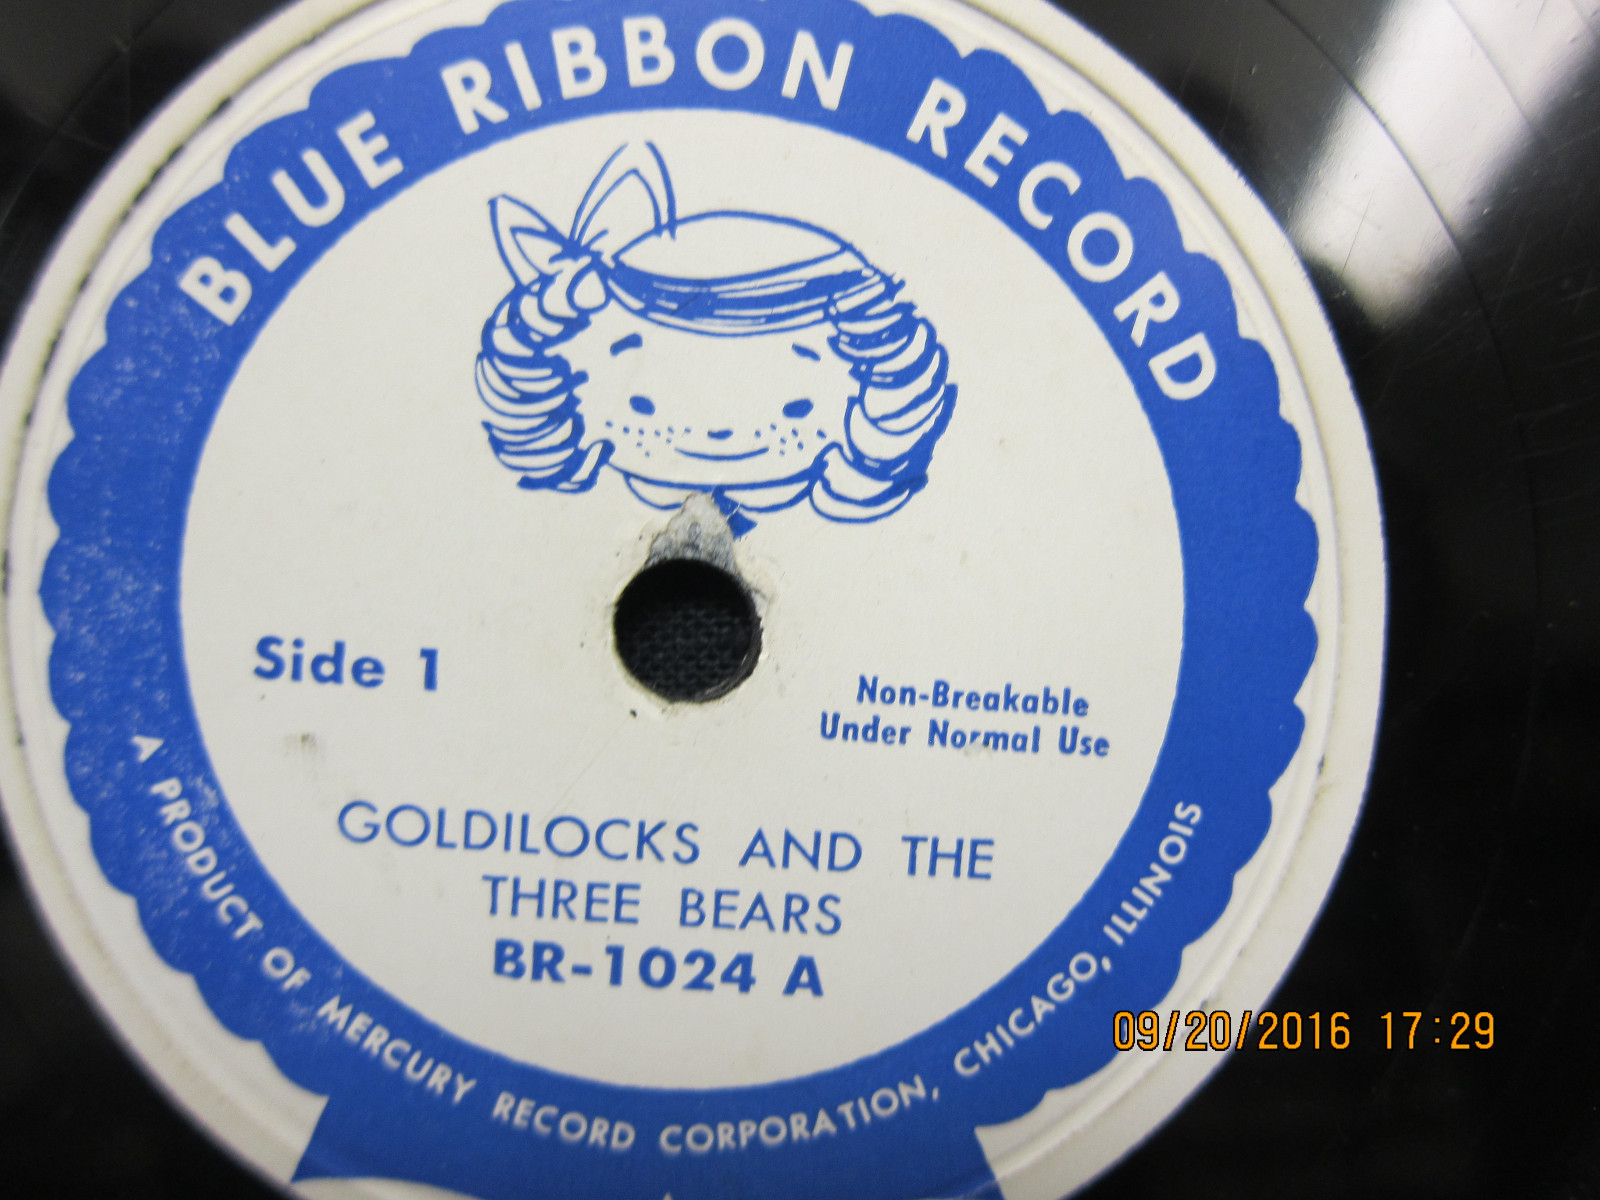 BLUE RIBBON RECORD
Side 1
Non-Breakable
Under Normal Use
GOLDILOCKS AND THE
THREE BEARS
BR-1024 A
A PRODUCT OF MERCURY RECORD CORPORATION, CHICAGO, ILLINOIS
09/20/2016 17:29